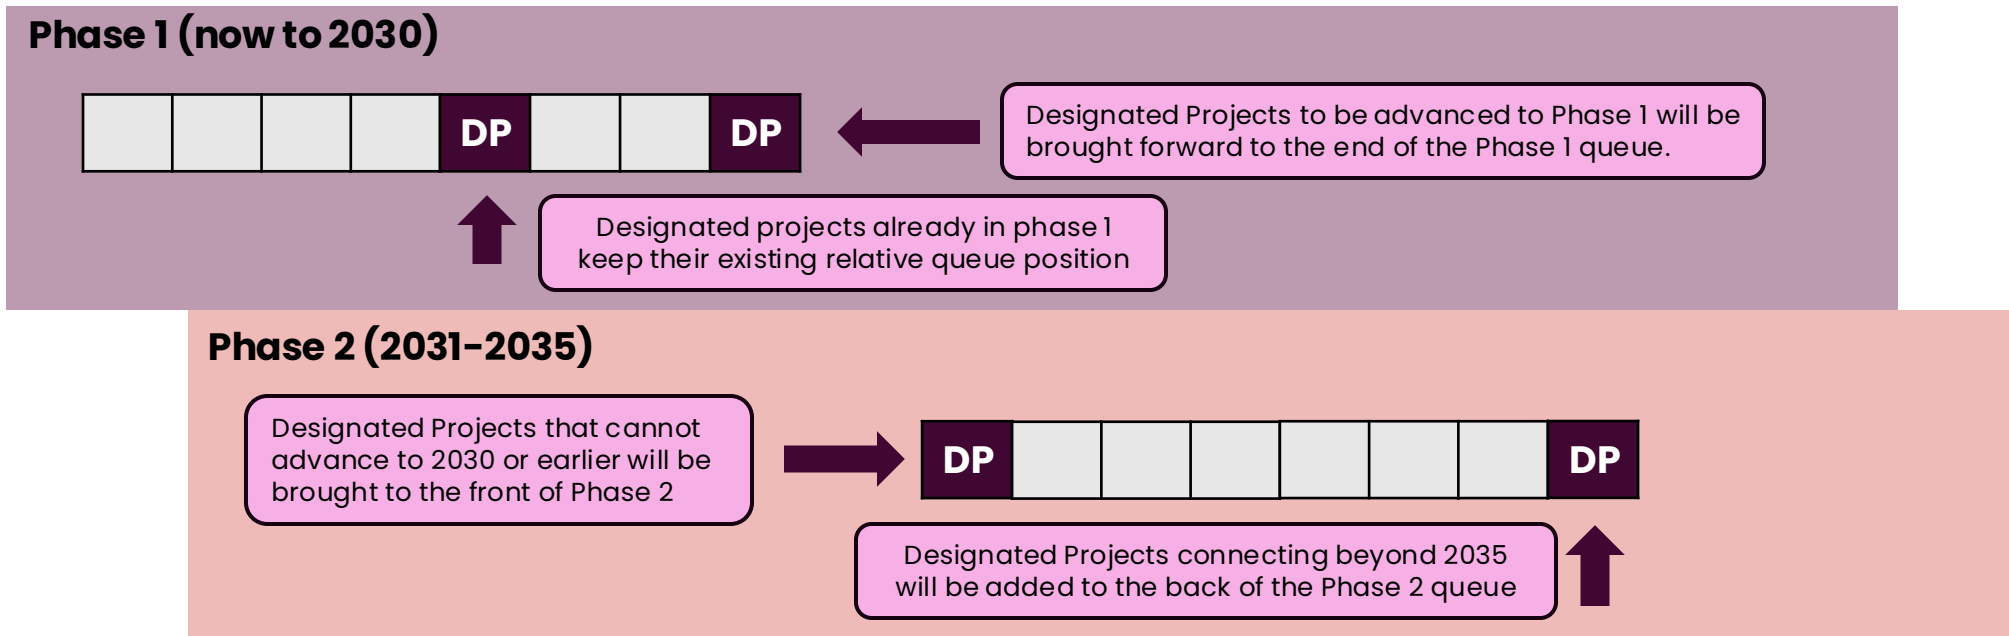 Phase 1 (now to 2030)
DP
DP
Designated Projects to be advanced to Phase 1 will be
brought forward to the end of the Phase 1 queue.
Designated projects already in phase 1
keep their existing relative queue position
Phase 2 (2031-2035)
Designated Projects that cannot
advance to 2030 or earlier will be
brought to the front of Phase 2
DP
DP
Designated Projects connecting beyond 2035
will be added to the back of the Phase 2 queue